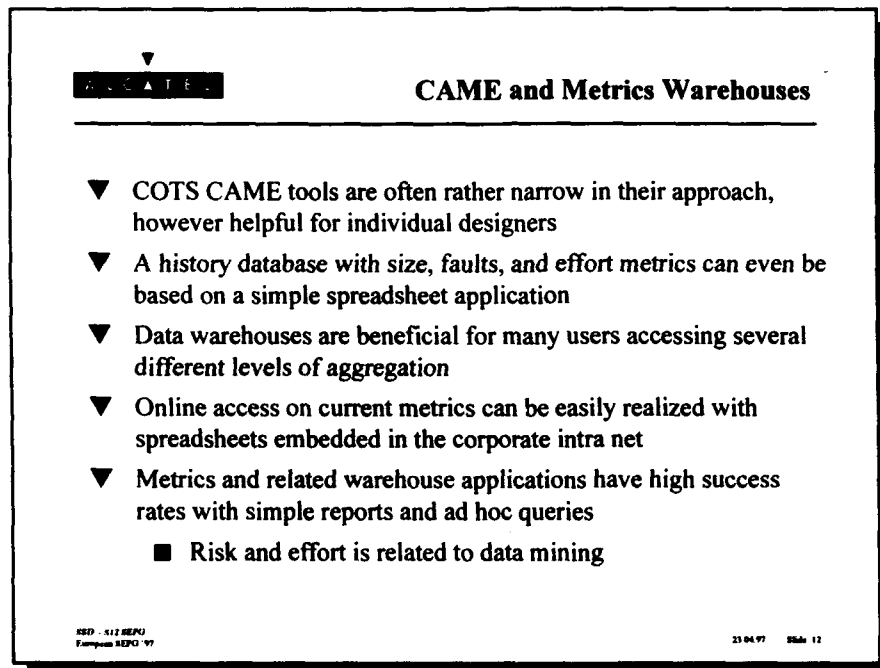 ALCATEL
CAME and Metrics Warehouses
▼ COTS CAME tools are often rather narrow in their approach,
however helpful for individual designers
▼ A history database with size, faults, and effort metrics can even be
based on a simple spreadsheet application
▼ Data warehouses are beneficial for many users accessing several
different levels of aggregation
▼ Online access on current metrics can be easily realized with
spreadsheets embedded in the corporate intra net
▼ Metrics and related warehouse applications have high success
rates with simple reports and ad hoc queries
■ Risk and effort is related to data mining
SSD - S12 SEPG
European SEPG '97
23.04.97 Slide 12